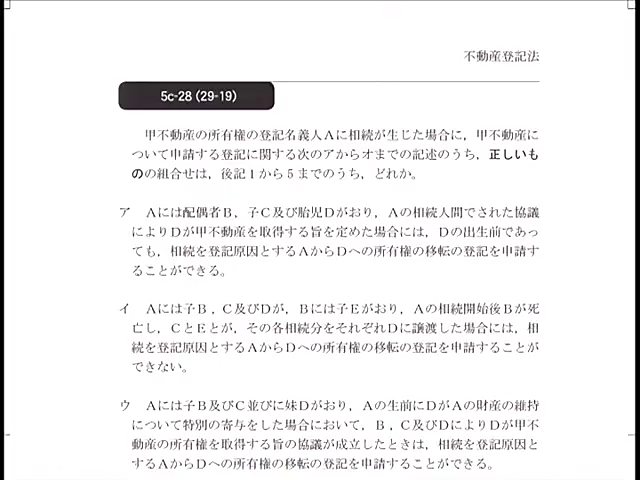 不動産登記法
5c-28 (29-19)
甲不動産の所有権の登記名義人Aに相続が生じた場合に，甲不動産に
ついて申請する登記に関する次のアからオまでの記述のうち，正しいも
のの組合せは，後記1から5までのうち，どれか。
ア Aには配偶者B，子C及び胎児Dがおり，Aの相続人間でされた協議
によりDが甲不動産を取得する旨を定めた場合には，Dの出生前であっ
ても，相続を登記原因とするAからDへの所有権の移転の登記を申請す
ることができる。
イ Aには子B，C及びDが，Bには子Eがおり，Aの相続開始後Bが死
亡し，CとEとが，その各相続分をそれぞれDに譲渡した場合には，相
続を登記原因とするAからDへの所有権の移転の登記を申請することが
できない。
ウ Aには子B及びC並びに妹Dがおり，Aの生前にDがAの財産の維持
について特別の寄与をした場合において，B，C及びDによりDが甲不
動産の所有権を取得する旨の協議が成立したときは，相続を登記原因と
するAからDへの所有権の移転の登記を申請することができる。